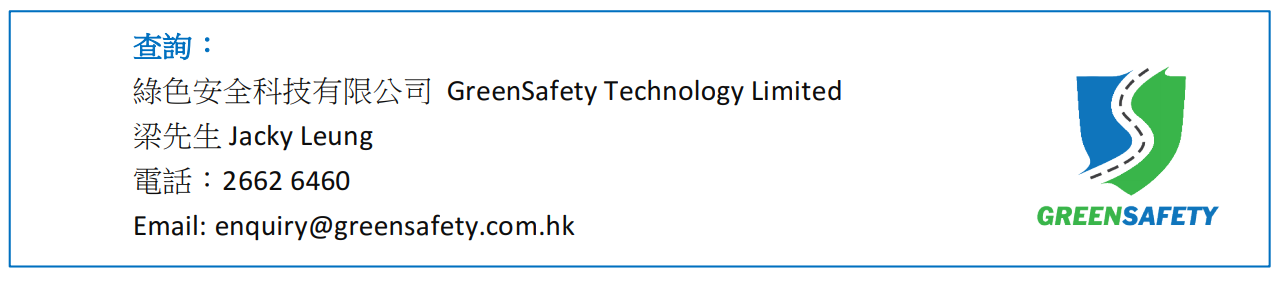 查詢：
綠色安全科技有限公司 GreenSafety Technology Limited
梁先生 Jacky Leung
電話：2662 6460
Email: enquiry@greensafety.com.hk
GREENSAFETY